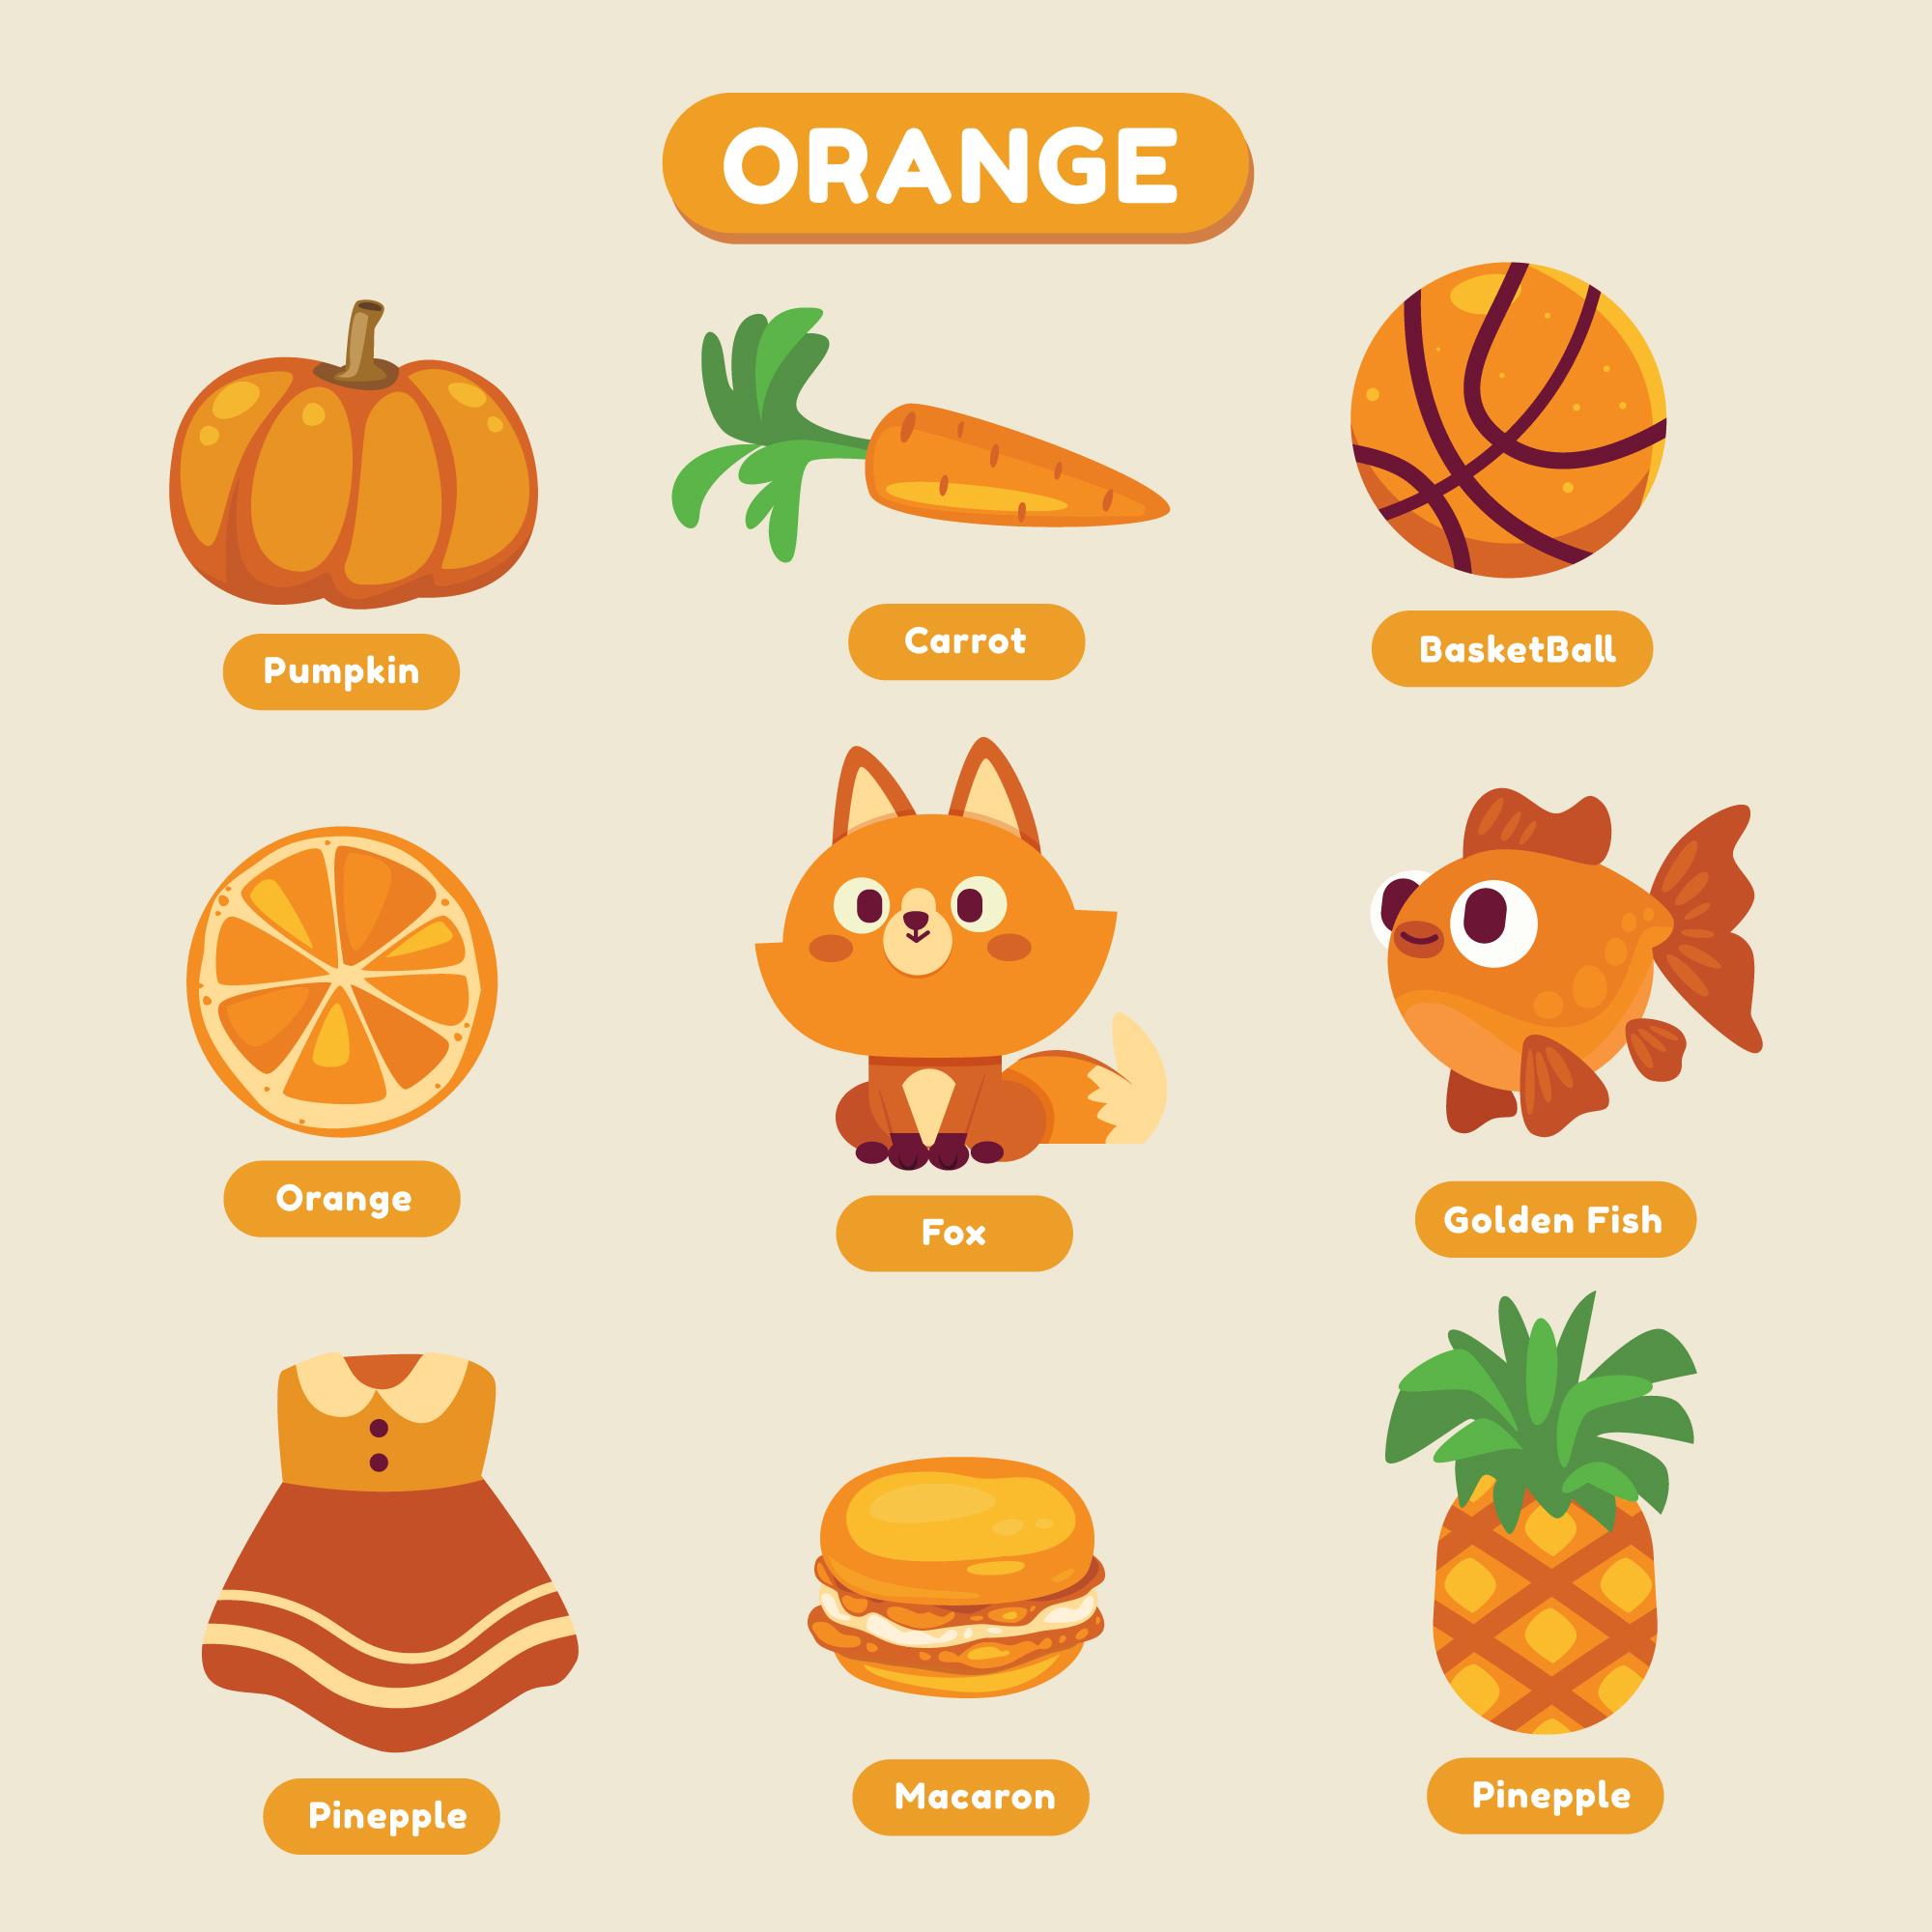 ORANGE
Pumpkin
Carrot
BasketBall
Orange
Fox
Golden Fish
Pinepple
Macaron
Pinepple